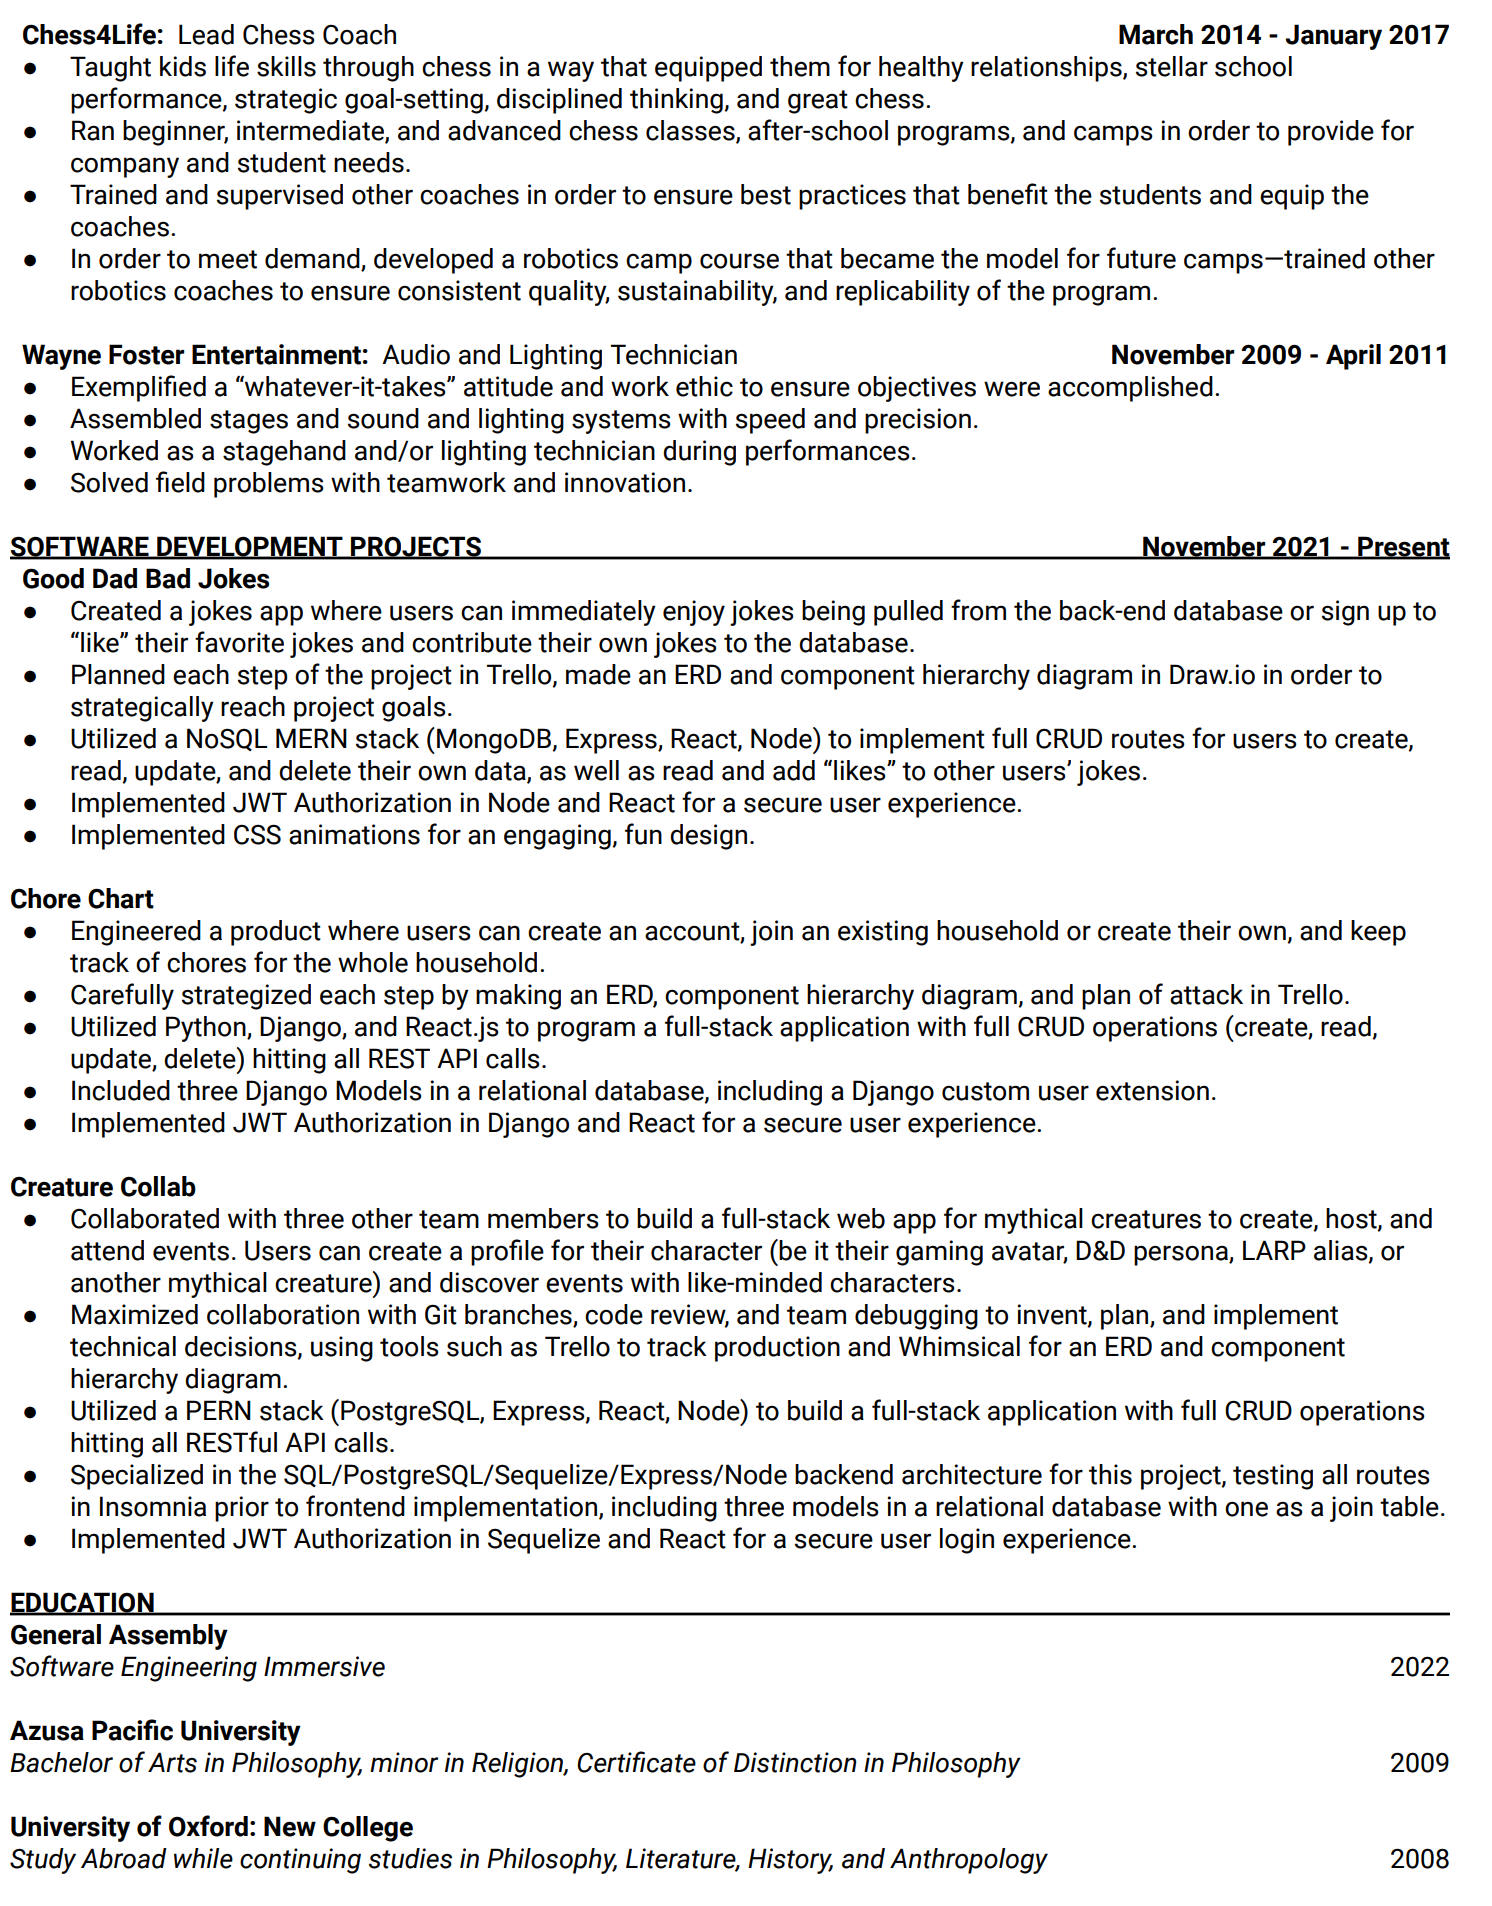 Chess4Life: Lead Chess Coach March 2014 - January 2017
● Taught kids life skills through chess in a way that equipped them for healthy relationships, stellar school
performance, strategic goal-setting, disciplined thinking, and great chess.
● Ran beginner, intermediate, and advanced chess classes, after-school programs, and camps in order to provide for
company and student needs.
● Trained and supervised other coaches in order to ensure best practices that benefit the students and equip the
coaches.
● In order to meet demand, developed a robotics camp course that became the model for future camps—trained other
robotics coaches to ensure consistent quality, sustainability, and replicability of the program.
Wayne Foster Entertainment: Audio and Lighting Technician November 2009 - April 2011
● Exemplified a “whatever-it-takes” attitude and work ethic to ensure objectives were accomplished.
● Assembled stages and sound and lighting systems with speed and precision.
● Worked as a stagehand and/or lighting technician during performances.
● Solved field problems with teamwork and innovation.
SOFTWARE DEVELOPMENT PROJECTS November 2021 - Present
Good Dad Bad Jokes
● Created a jokes app where users can immediately enjoy jokes being pulled from the back-end database or sign up to
“like” their favorite jokes and contribute their own jokes to the database.
● Planned each step of the project in Trello, made an ERD and component hierarchy diagram in Draw.io in order to
strategically reach project goals.
● Utilized a NoSQL MERN stack (MongoDB, Express, React, Node) to implement full CRUD routes for users to create,
read, update, and delete their own data, as well as read and add “likes” to other users’ jokes.
● Implemented JWT Authorization in Node and React for a secure user experience.
● Implemented CSS animations for an engaging, fun design.
Chore Chart
● Engineered a product where users can create an account, join an existing household or create their own, and keep
track of chores for the whole household.
● Carefully strategized each step by making an ERD, component hierarchy diagram, and plan of attack in Trello.
● Utilized Python, Django, and React.js to program a full-stack application with full CRUD operations (create, read,
update, delete) hitting all REST API calls.
● Included three Django Models in a relational database, including a Django custom user extension.
● Implemented JWT Authorization in Django and React for a secure user experience.
Creature Collab
● Collaborated with three other team members to build a full-stack web app for mythical creatures to create, host, and
attend events. Users can create a profile for their character (be it their gaming avatar, D&D persona, LARP alias, or
another mythical creature) and discover events with like-minded characters.
● Maximized collaboration with Git branches, code review, and team debugging to invent, plan, and implement
technical decisions, using tools such as Trello to track production and Whimsical for an ERD and component
hierarchy diagram.
● Utilized a PERN stack (PostgreSQL, Express, React, Node) to build a full-stack application with full CRUD operations
hitting all RESTful API calls.
● Specialized in the SQL/PostgreSQL/Sequelize/Express/Node backend architecture for this project, testing all routes
in Insomnia prior to frontend implementation, including three models in a relational database with one as a join table.
● Implemented JWT Authorization in Sequelize and React for a secure user login experience.
EDUCATION
General Assembly
Software Engineering Immersive 2022
Azusa Pacific University
Bachelor of Arts in Philosophy, minor in Religion, Certificate of Distinction in Philosophy 2009
University of Oxford: New College
Study Abroad while continuing studies in Philosophy, Literature, History, and Anthropology 2008